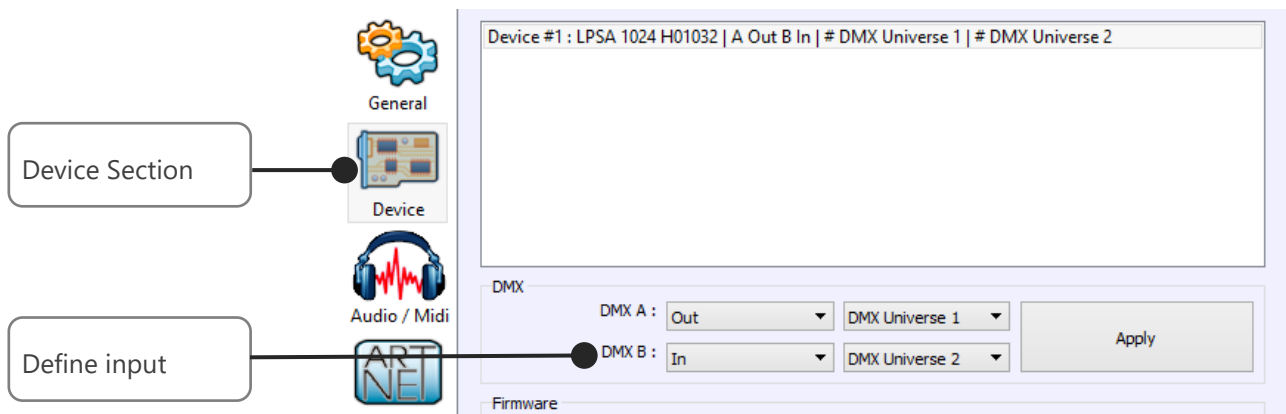 Device #1 : LPSA 1024 H01032 | A Out B In | # DMX Universe 1 | # DMX Universe 2
General
Device Section
Device
Audio / Midi
ART
NET
Define input
DMX
DMX A : Out DMX Universe 1
DMX B : In DMX Universe 2
Apply
Firmware